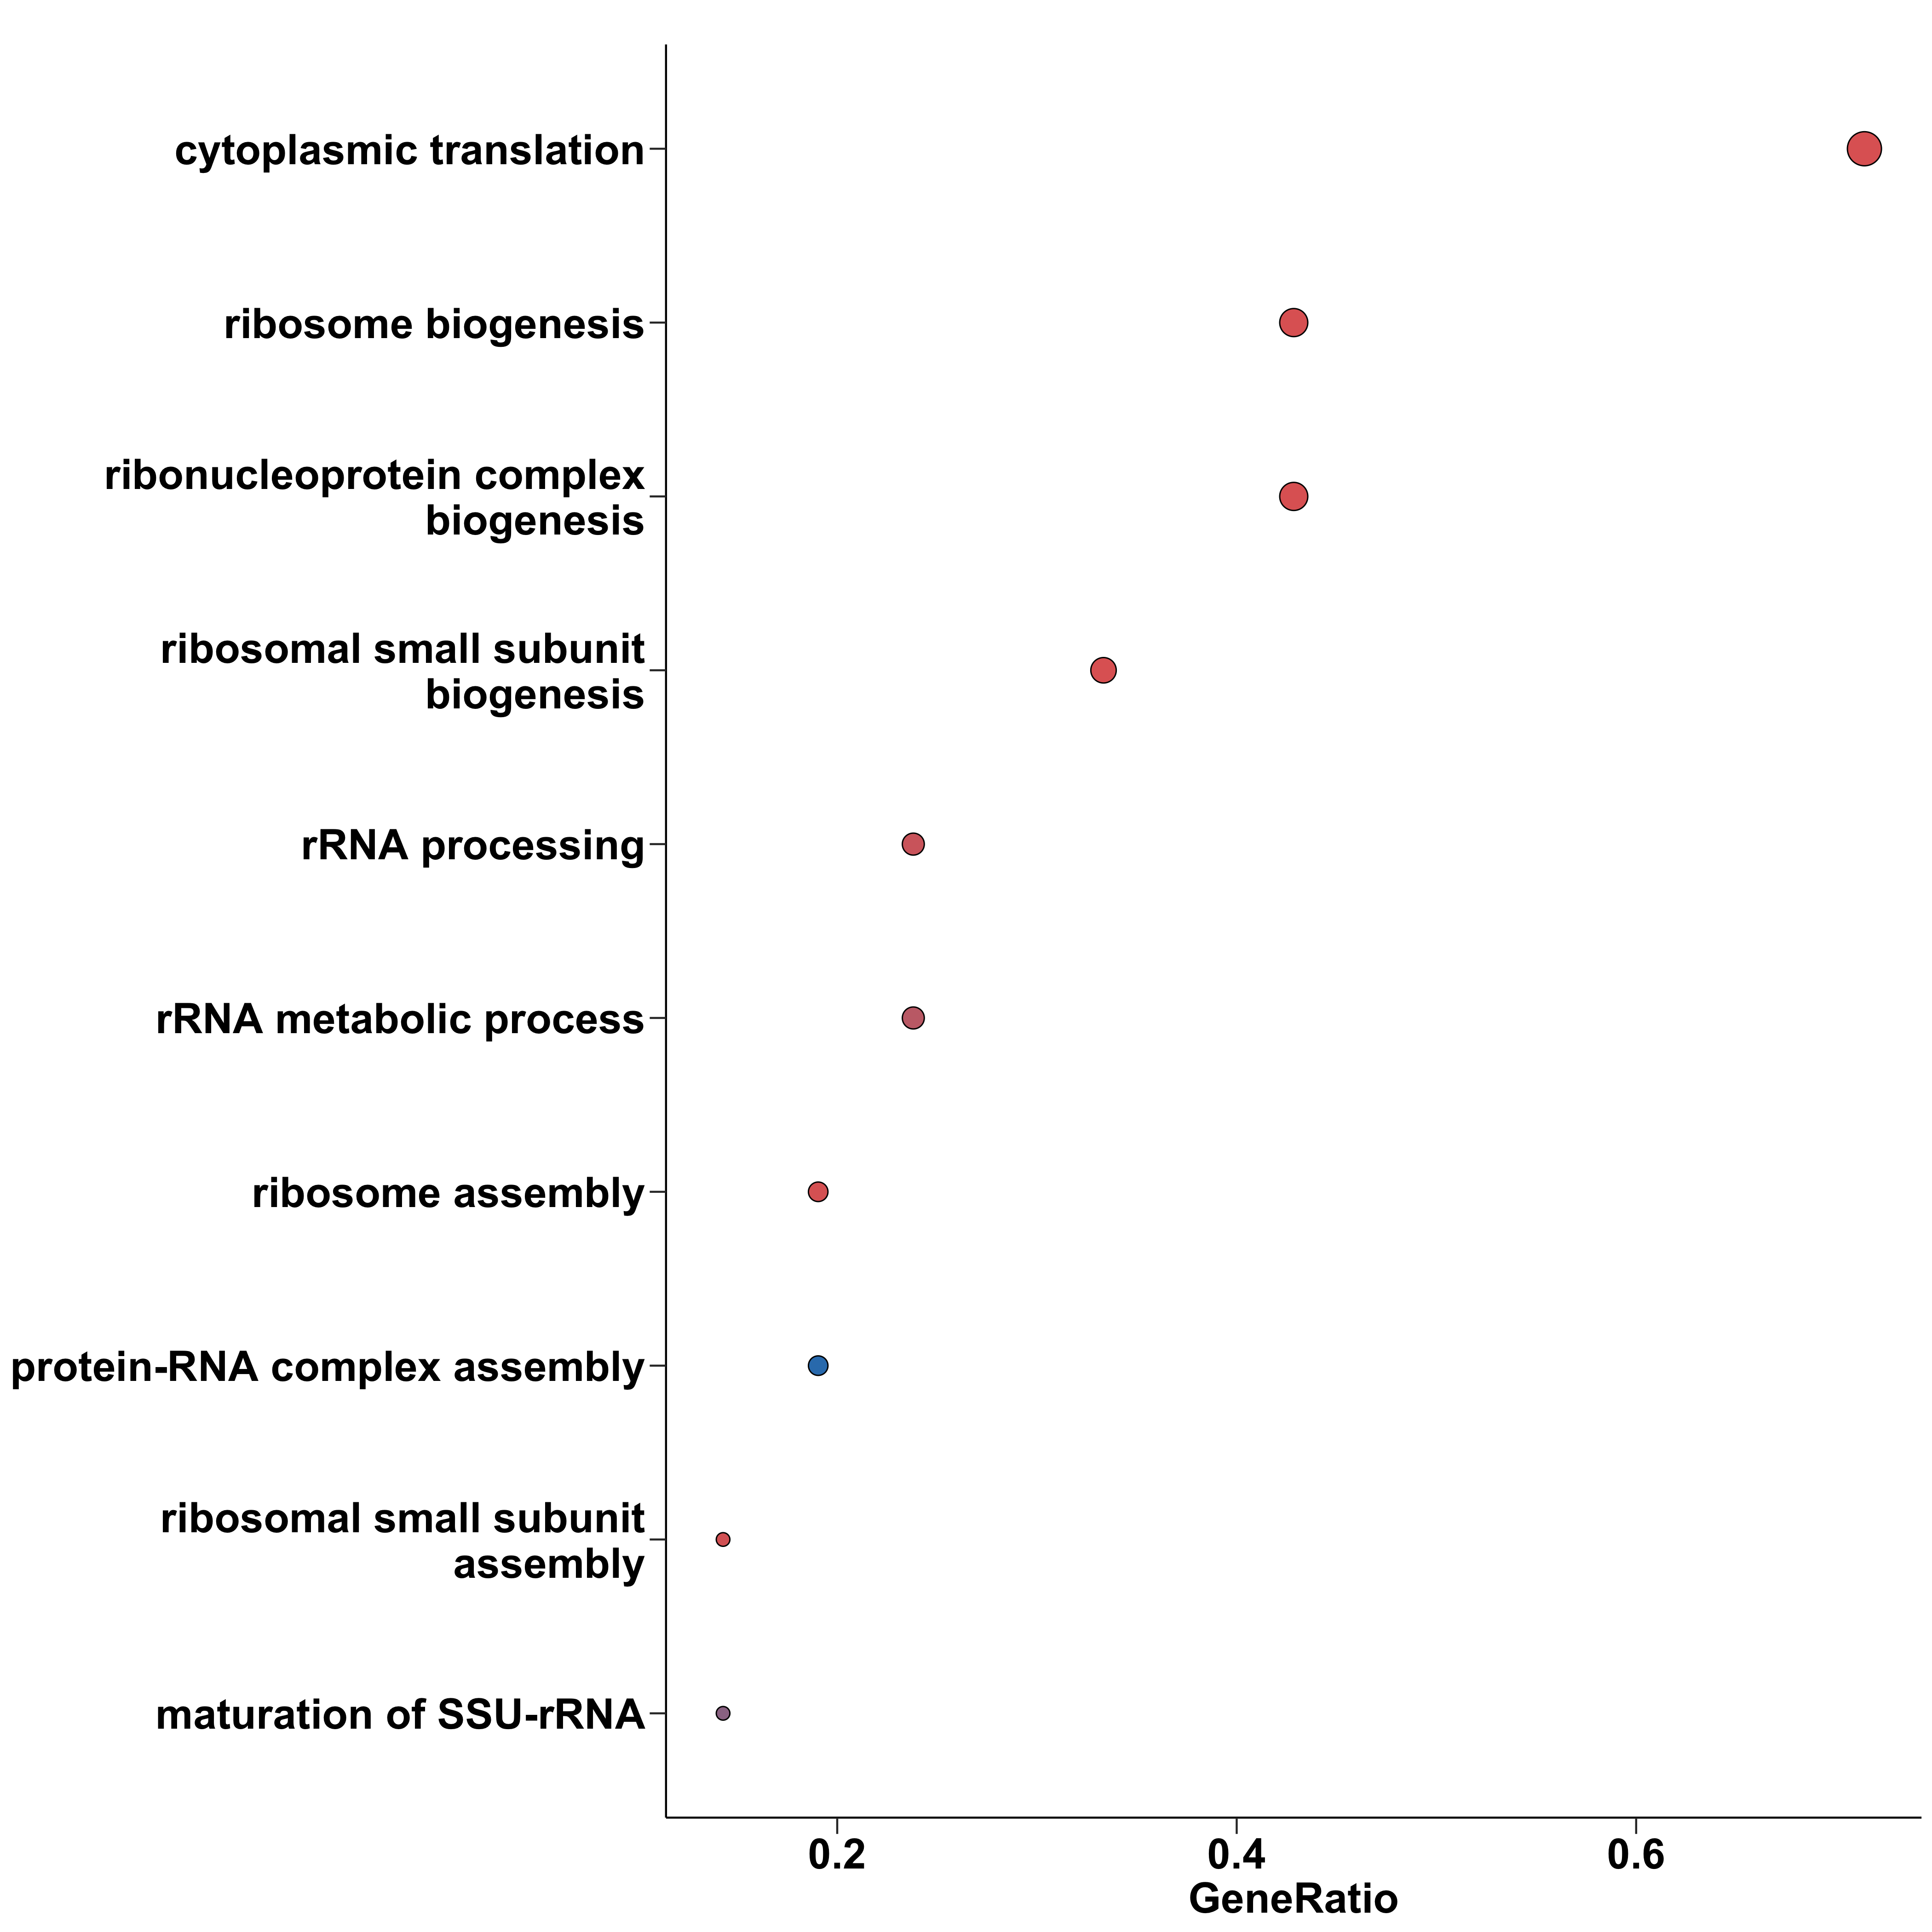 cytoplasmic translation
ribosome biogenesis
ribonucleoprotein complex
biogenesis
ribosomal small subunit
biogenesis
rRNA processing
rRNA metabolic process
ribosome assembly
protein-RNA complex assembly
ribosomal small subunit
assembly
maturation of SSU-rRNA
0.2 0.4 0.6
GeneRatio